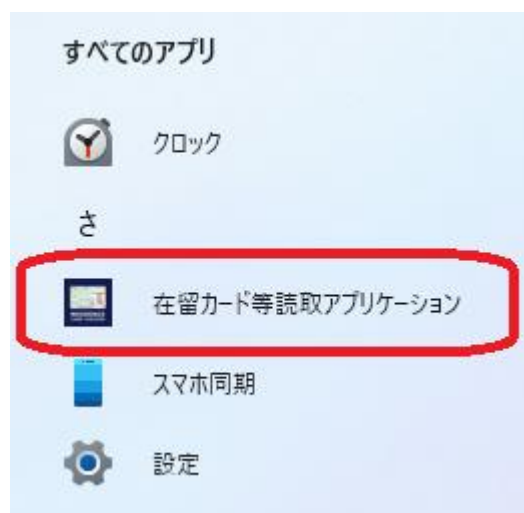 すべてのアプリ
クロック
さ
在留カード等読取アプリケーション
スマホ同期
設定